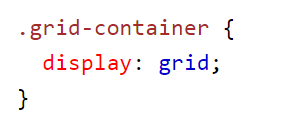 .grid-container {
  display: grid;
}